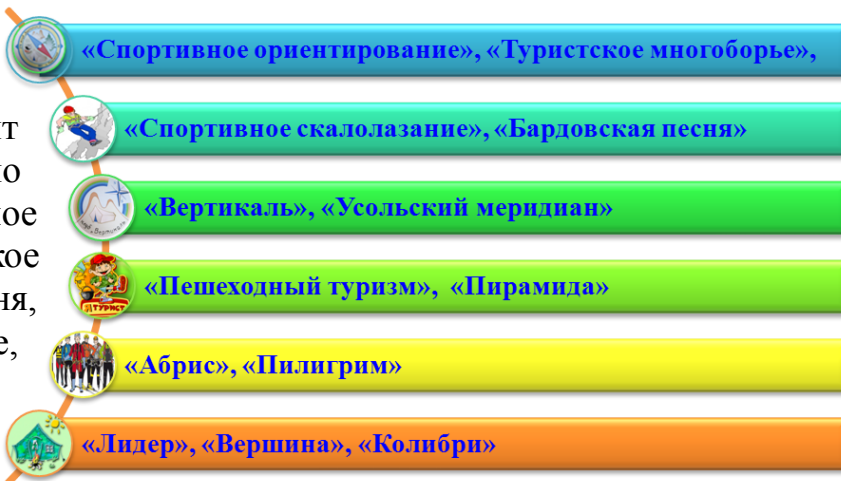 «Спортивное ориентирование», «Туристское многоборье»,
«Спортивное скалолазание», «Бардовская песня»
«Вертикаль», «Усольский меридиан»
«Пешеходный туризм», «Пирамида»
ТУРИСТ
«Абрис», «Пилигрим»
«Лидер», «Вершина», «Колибри»